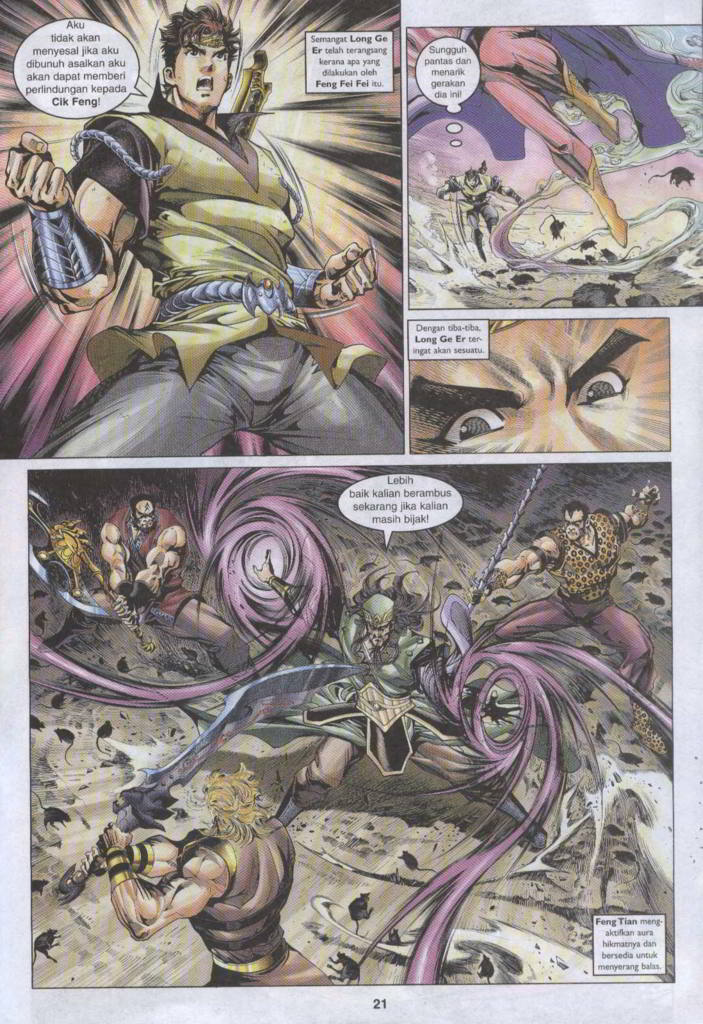 Aku
tidak akan
menyesal jika aku
dibunuh asalkan aku
akan dapat memberi
perlindungan kepada
Cik Feng!
Semangat Long Ge
Er telah terangsang
kerana apa yang
dilakukan oleh
Feng Fei Fei itu.
Sungguh
pantas dan
menarik
gerakan
dia ini!
Dengan tiba-tiba,
Long Ge Er ter-
ingat akan sesuatu.
Lebih
baik kalian berambus
sekarang jika kalian
masih bijak!
Feng Tian meng-
aktifkan aura
hikmatnya dan
bersedia untuk
menyerang balas.
21